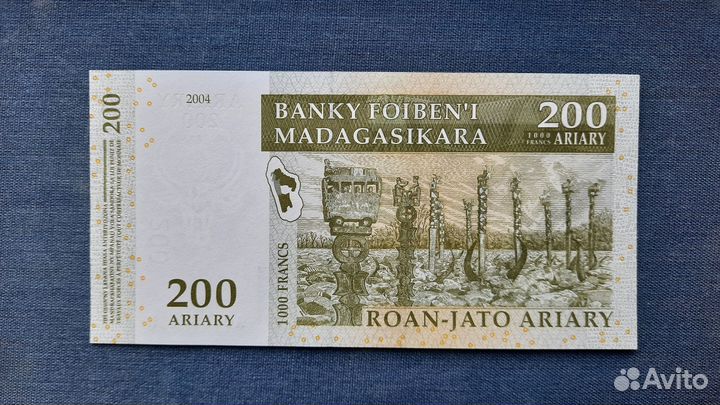 200
2004
BANKY FOIBEN'I
MADAGASIKARA
200
1000
FRANCS
ARIARY
200
ARIARY
1000 FRANCS
ROAN-JATO ARIARY
Avito